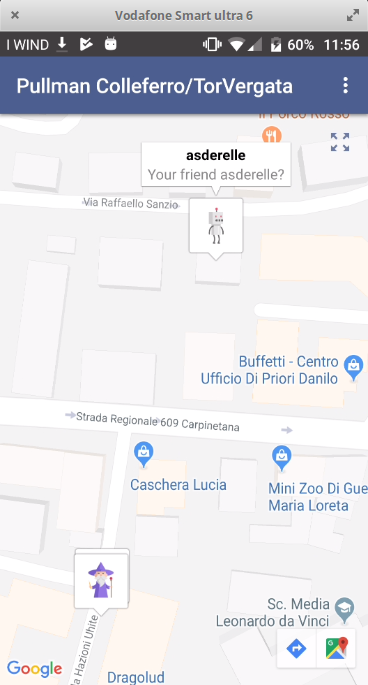 Vodafone Smart ultra 6
I WIND
60% 11:56
Pullman Colleferro/TorVergata
Il Porco Rosso
asderelle
Your friend asderelle?
Via Raffaello Sanzio
Buffetti - Centro
Ufficio Di Priori Danilo
Strada Regionale 609 Carpinetana
Caschera Lucia
Mini Zoo Di Gue
Maria Loreta
Sc. Media
Leonardo da Vinci
Hazioni Unite
Google
Dragolud